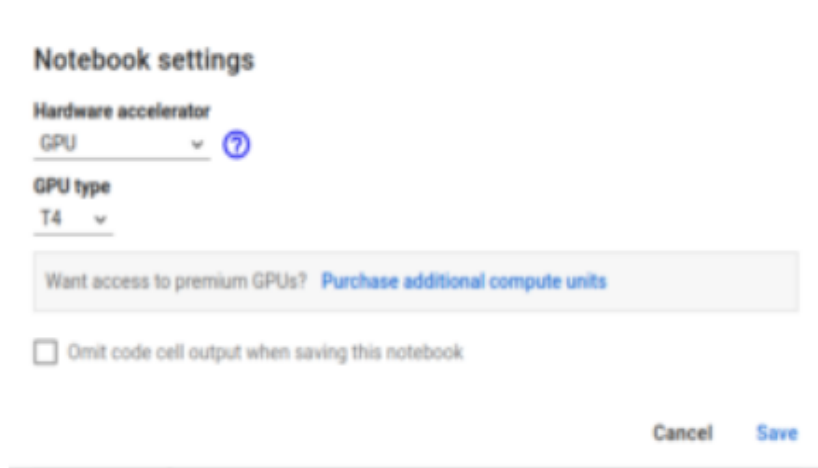 Notebook settings
Hardware accelerator
GPU
?
GPU type
T4
Want access to premium GPUs? Purchase additional compute units
Omit code cell output when saving this notebook
Cancel Save